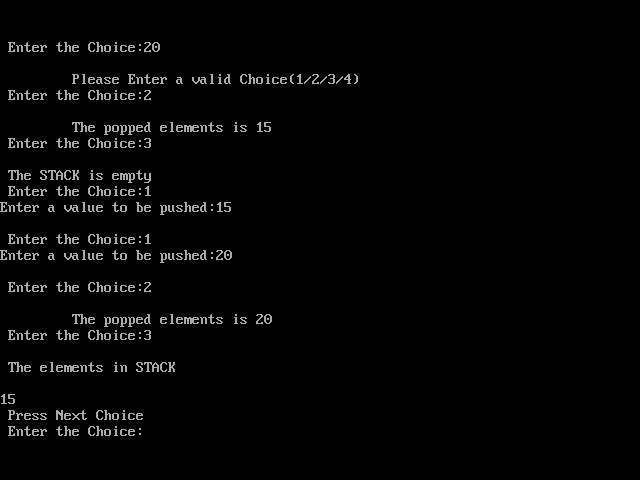 Enter the Choice:20
Please Enter a valid Choice(1/2/3/4)
Enter the Choice:2
The popped elements is 15
Enter the Choice:3
The STACK is empty
Enter the Choice:1
Enter a value to be pushed:15
Enter the Choice:1
Enter a value to be pushed:20
Enter the Choice:2
The popped elements is 20
Enter the Choice:3
The elements in STACK
15
Press Next Choice
Enter the Choice: